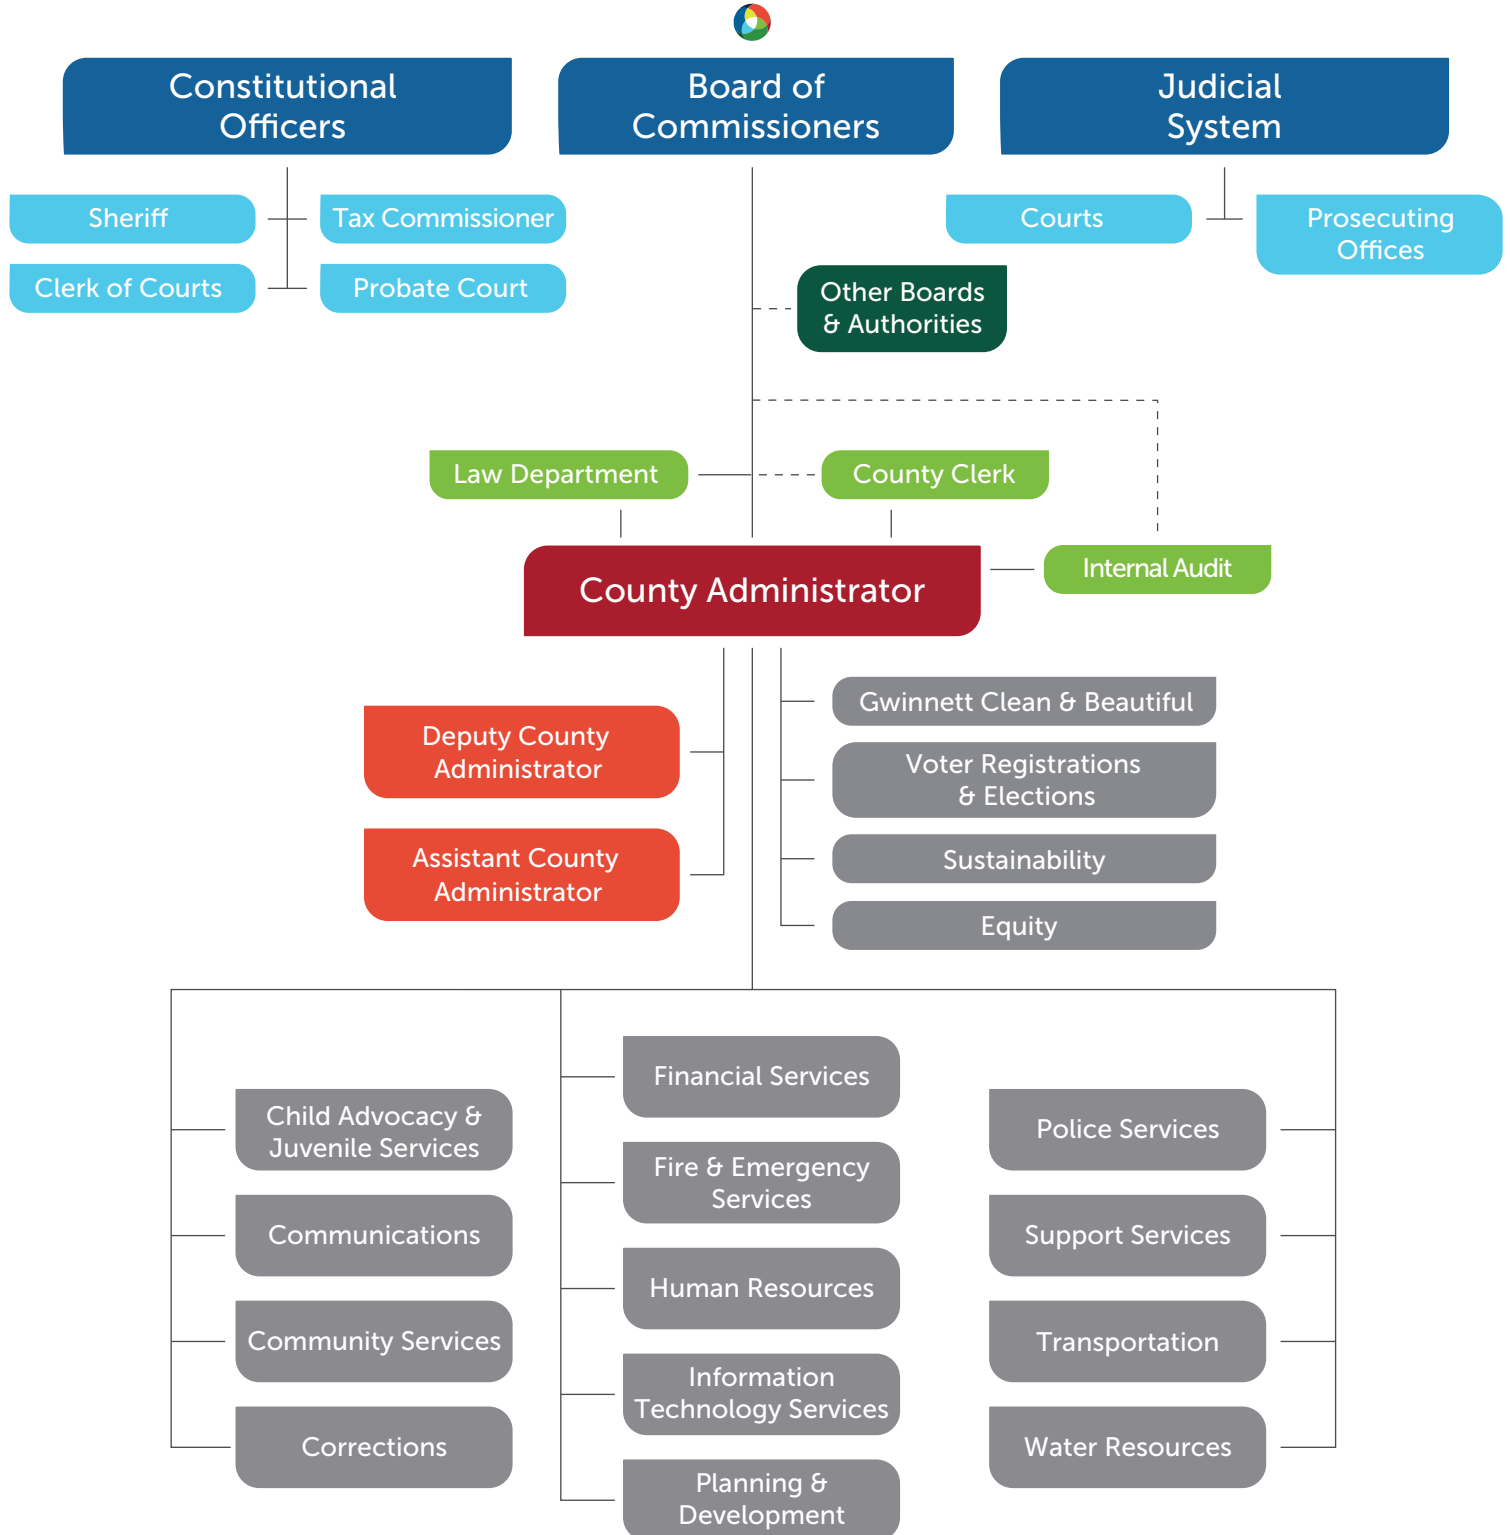 Constitutional
Officers
Board of
Commissioners
Judicial
System
Sheriff
Tax Commissioner
Clerk of Courts
Probate Court
Courts
Prosecuting
Offices
Other Boards
& Authorities
Law Department
County Clerk
County Administrator
Internal Audit
Deputy County
Administrator
Assistant County
Administrator
Gwinnett Clean & Beautiful
Voter Registrations
& Elections
Sustainability
Equity
Child Advocacy &
Juvenile Services
Communications
Community Services
Corrections
Financial Services
Fire & Emergency
Services
Human Resources
Information
Technology Services
Planning &
Development
Police Services
Support Services
Transportation
Water Resources